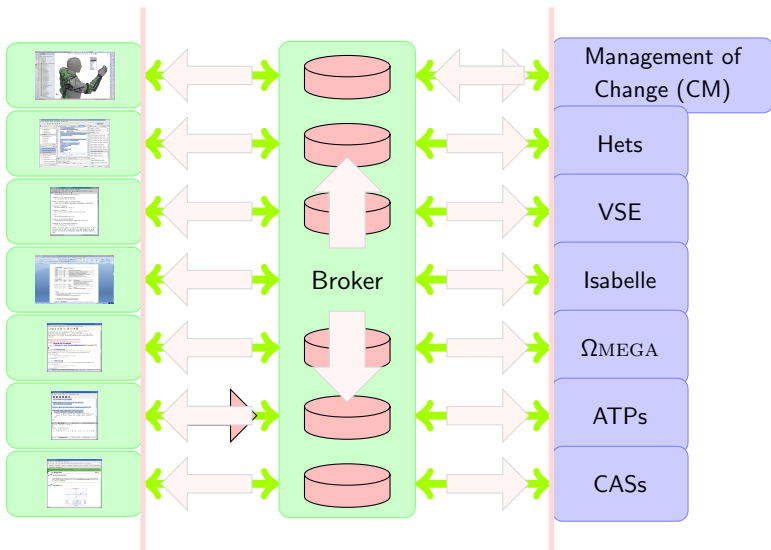 Management of
Change (CM)
Hets
VSE
Broker
Isabelle
ΩMEGA
ATPs
CASs